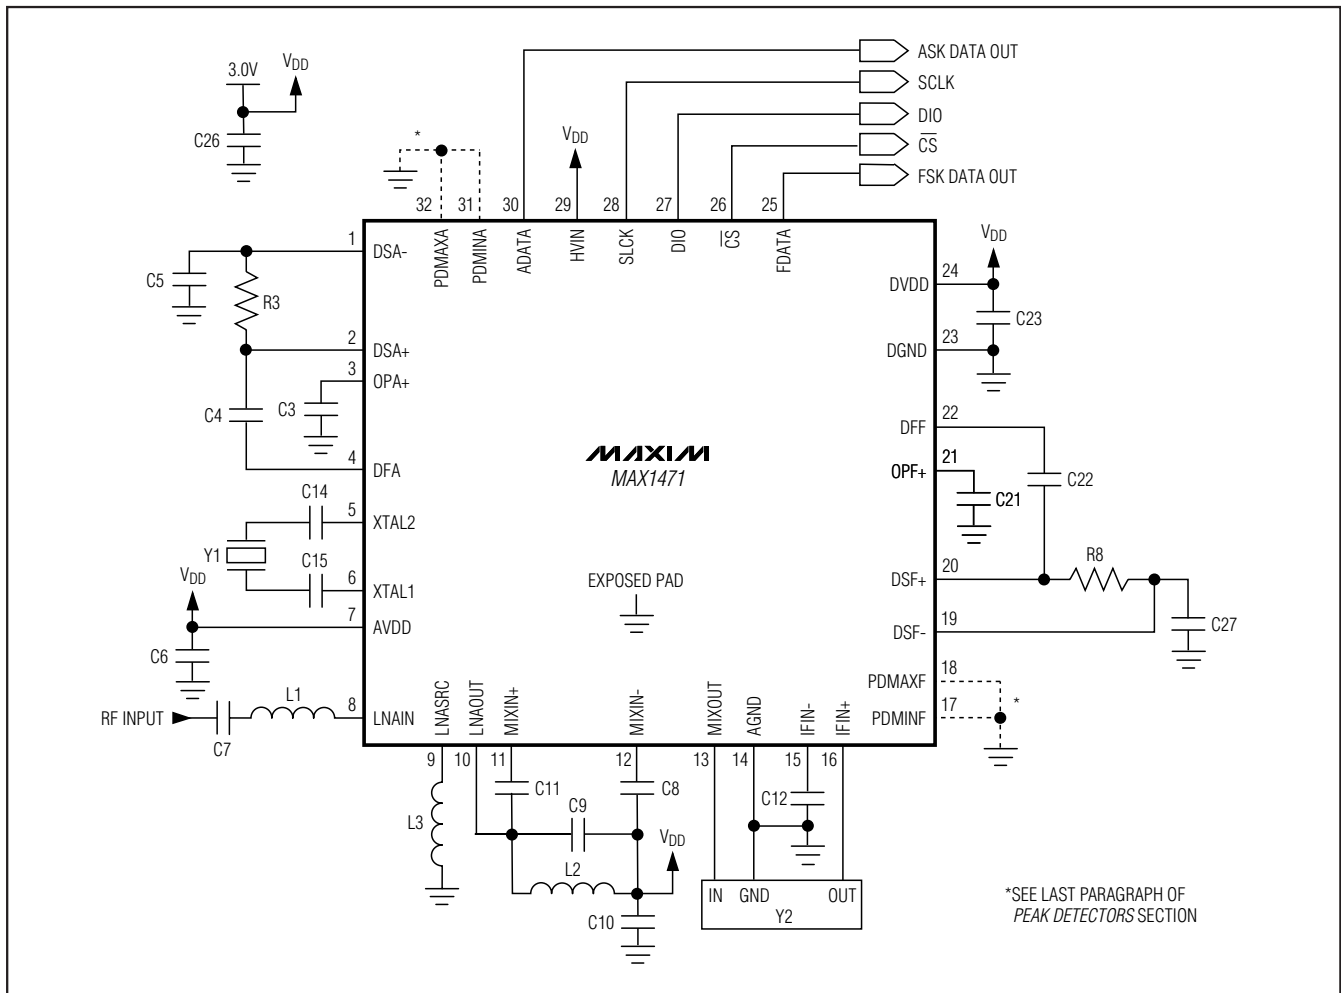 ASK DATA OUT
SCLK
DIO
CS
FSK DATA OUT
3.0V
VDD
C26
*
VDD
32
31
30
29
28
27
26
25
PDMAXA
PDMINA
ADATA
HVIN
SLCK
DIO
CS
FDATA
1
DSA-
C5
R3
2
DSA+
3
OPA+
C4
C3
4
DFA
C14
5
XTAL2
Y1
C15
6
XTAL1
VDD
7
AVDD
C6
RF INPUT
C7
L1
8
LNAIN
MAXIM
MAX1471
EXPOSED PAD
VDD
24
DVDD
C23
23
DGND
22
DFF
21
OPF+
C22
C21
20
DSF+
R8
19
DSF-
C27
18
PDMAXF
17
PDMINF
*
LNASRC
LNAOUT
MIXIN+
MIXIN-
MIXOUT
AGND
IFIN-
IFIN+
9
10
11
12
13
14
15
16
L3
C11
C9
C8
L2
VDD
C10
C12
IN
GND
OUT
Y2
*SEE LAST PARAGRAPH OF
PEAK DETECTORS SECTION